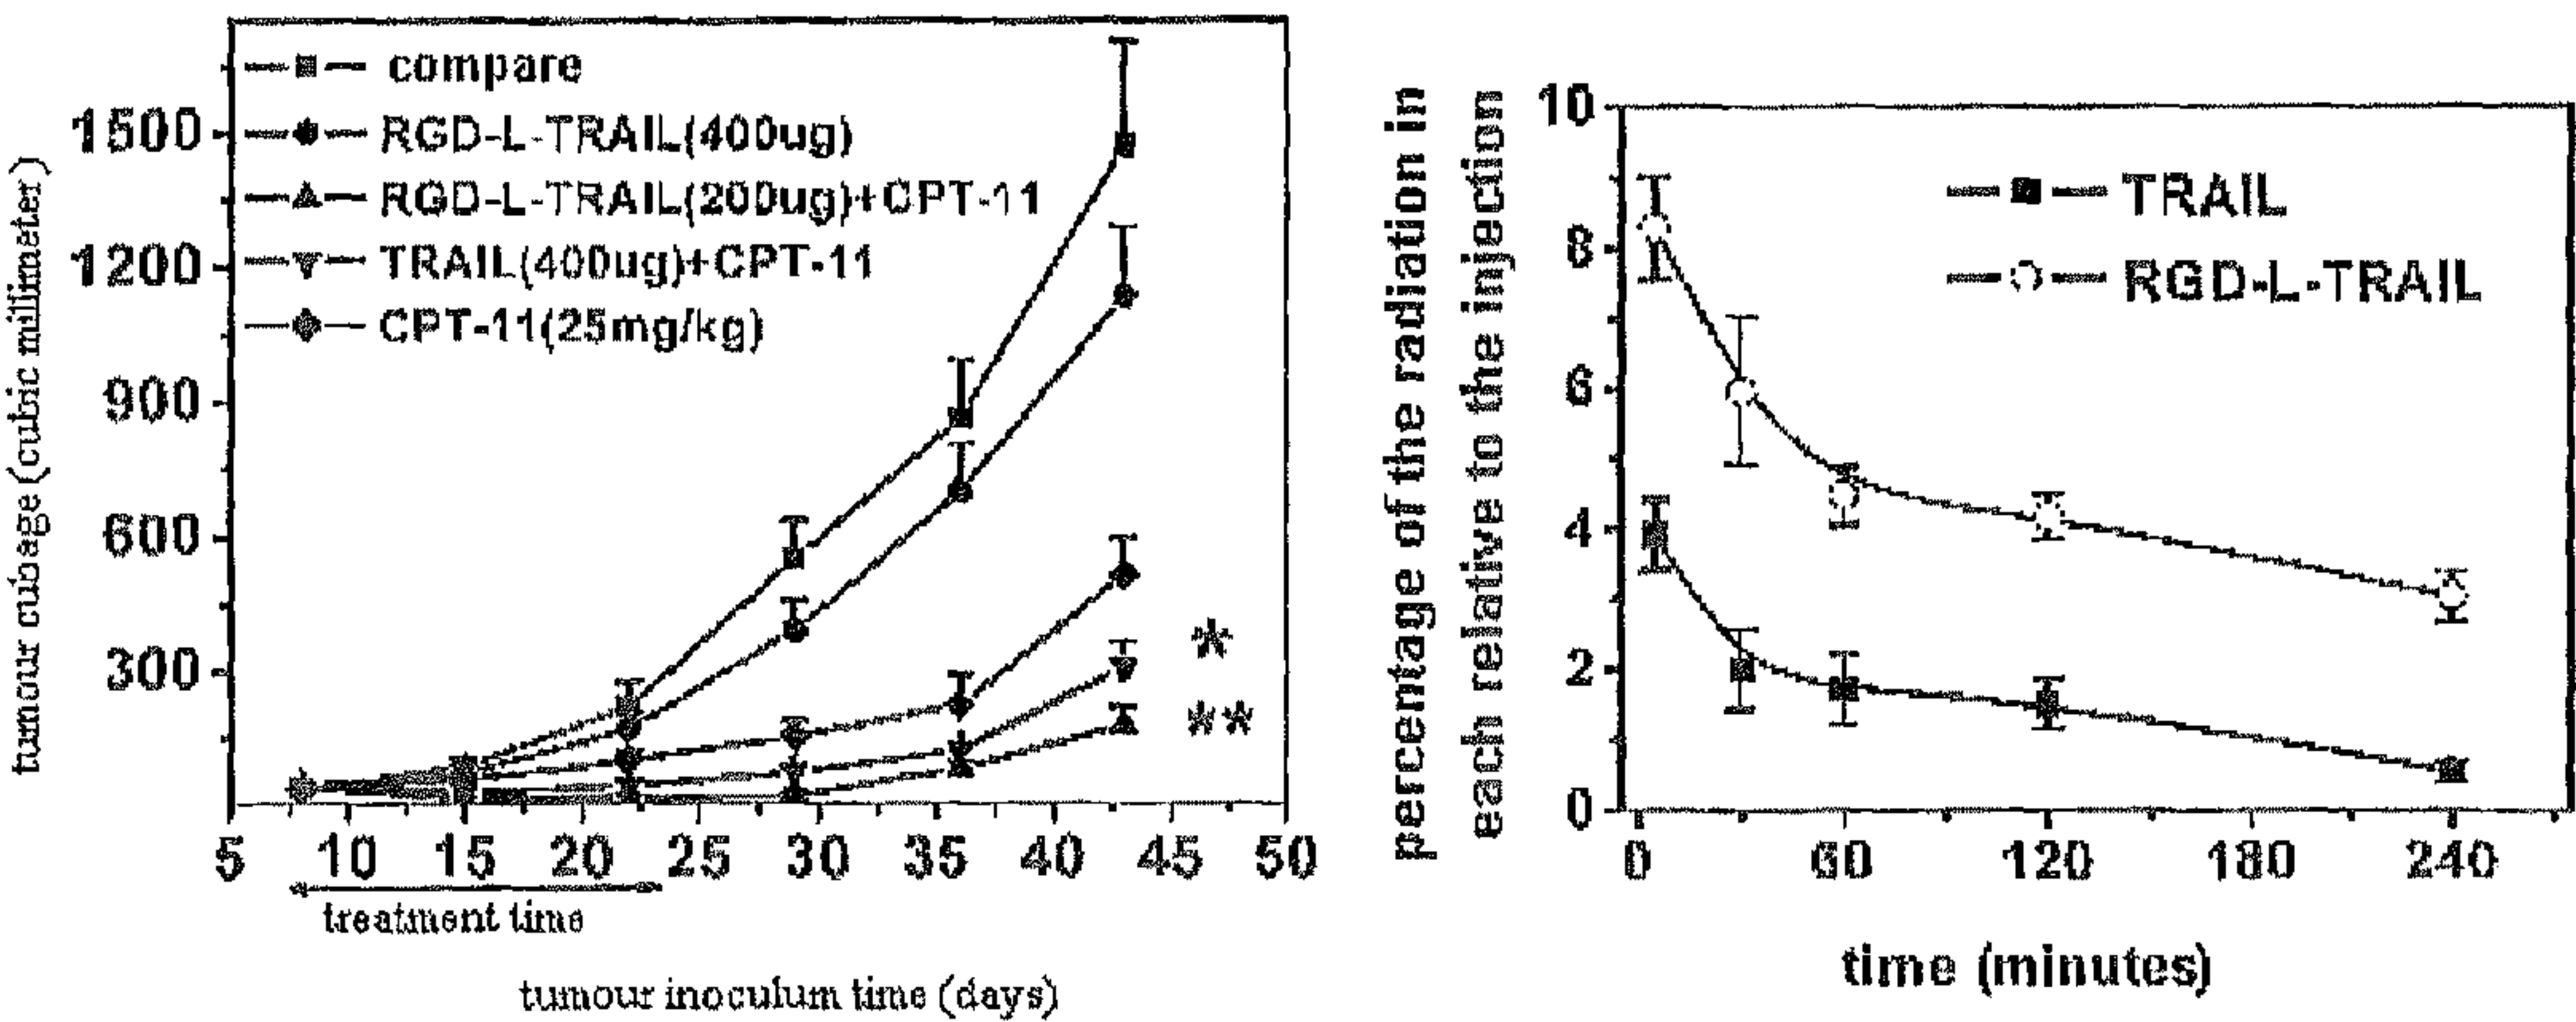 tumour cubage (cubic milimeter)
1500
1200
900
600
300
compare
RGD-L-TRAIL(400ug)
RGD-L-TRAIL(200ug)+CPT-11
TRAIL(400ug)+CPT-11
CPT-11(25mg/kg)
*
**
5 10 15 20 25 30 35 40 45 50
treatment time
tumour inoculum time (days)
percentage of the radiation in
each relative to the injection
10
8
6
4
2
0
TRAIL
RGD-L-TRAIL
0 60 120 180 240
time (minutes)